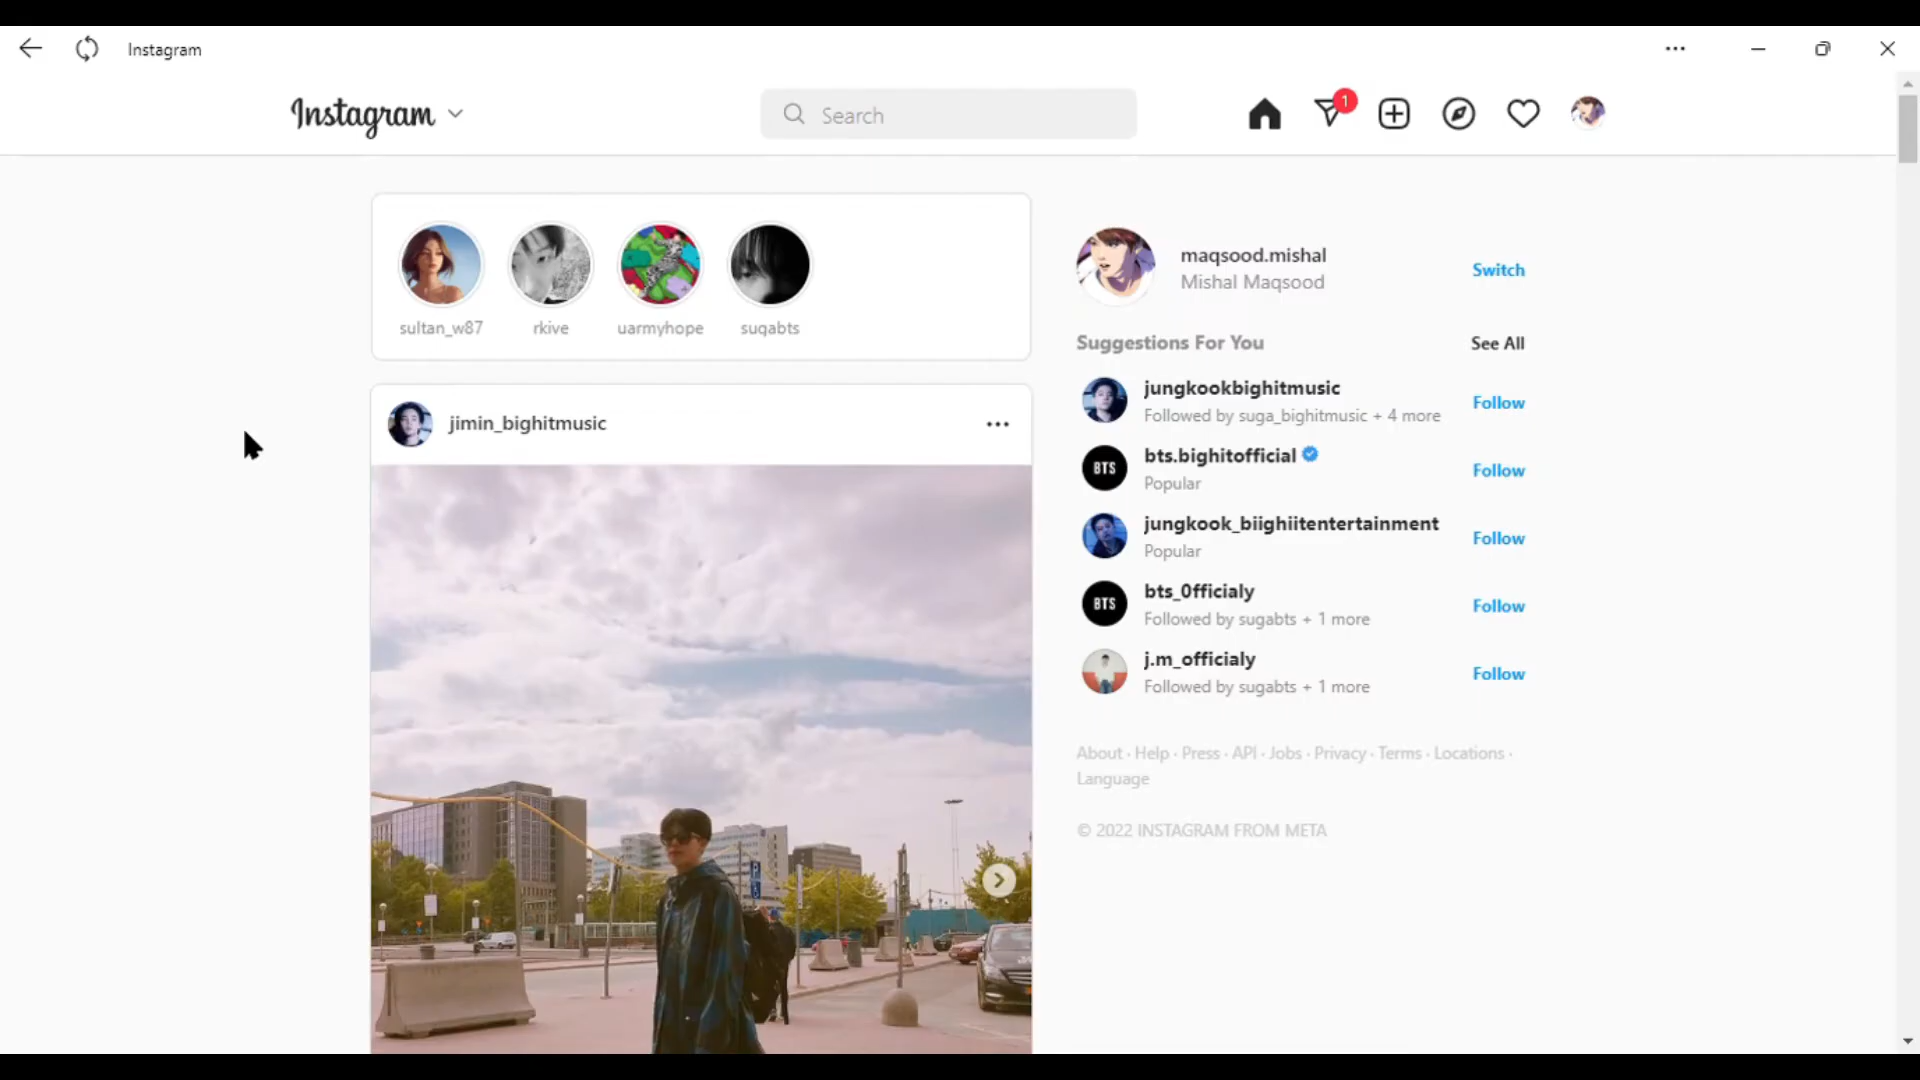 Instagram
Instagram
Search
1
sultan_w87
rkive
uarmyhope
sugabts
maqsood.mishal
Mishal Maqsood
Switch
Suggestions For You
See All
jimin_bighitmusic
jungkookbighitmusic
Followed by suga_bighitmusic + 4 more
Follow
BTS
bts.bighitofficial
Popular
Follow
jungkook_biighiitentertainment
Popular
Follow
BTS
bts_0fficialy
Followed by sugabts + 1 more
Follow
j.m_officialy
Followed by sugabts + 1 more
Follow
About · Help · Press · API · Jobs · Privacy · Terms · Locations ·
Language
© 2022 INSTAGRAM FROM META